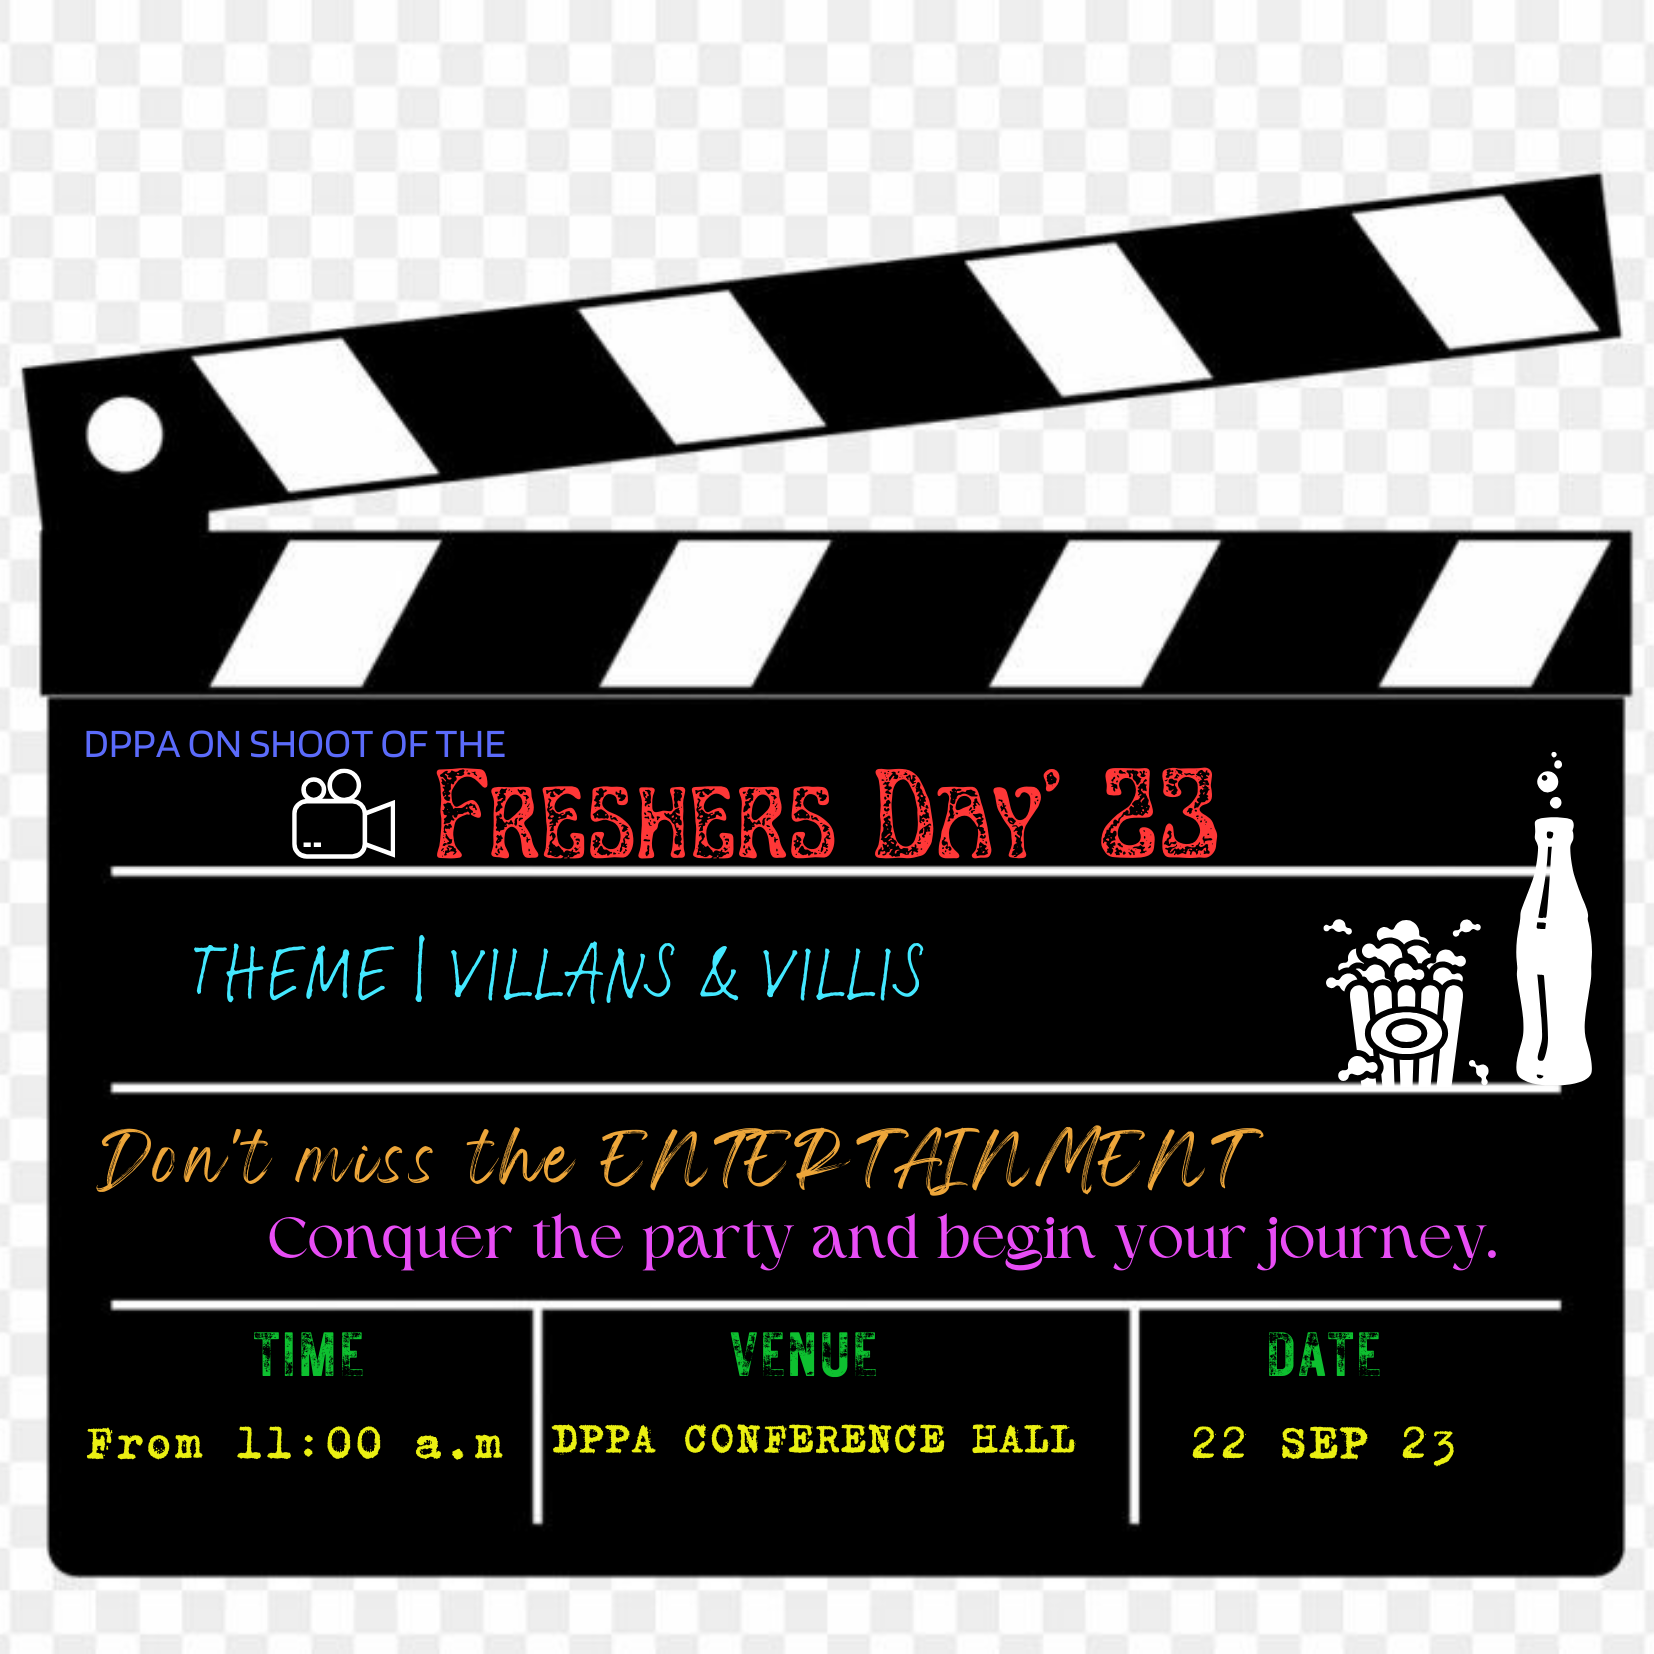 DPPA ON SHOOT OF THE
FRESHERS DAY' 23
THEME | VILLANS & VILLIS
Don't miss the ENTERTAINMENT
Conquer the party and begin your journey.
TIME
From 11:00 a.m
VENUE
DPPA CONFERENCE HALL
DATE
22 SEP 23